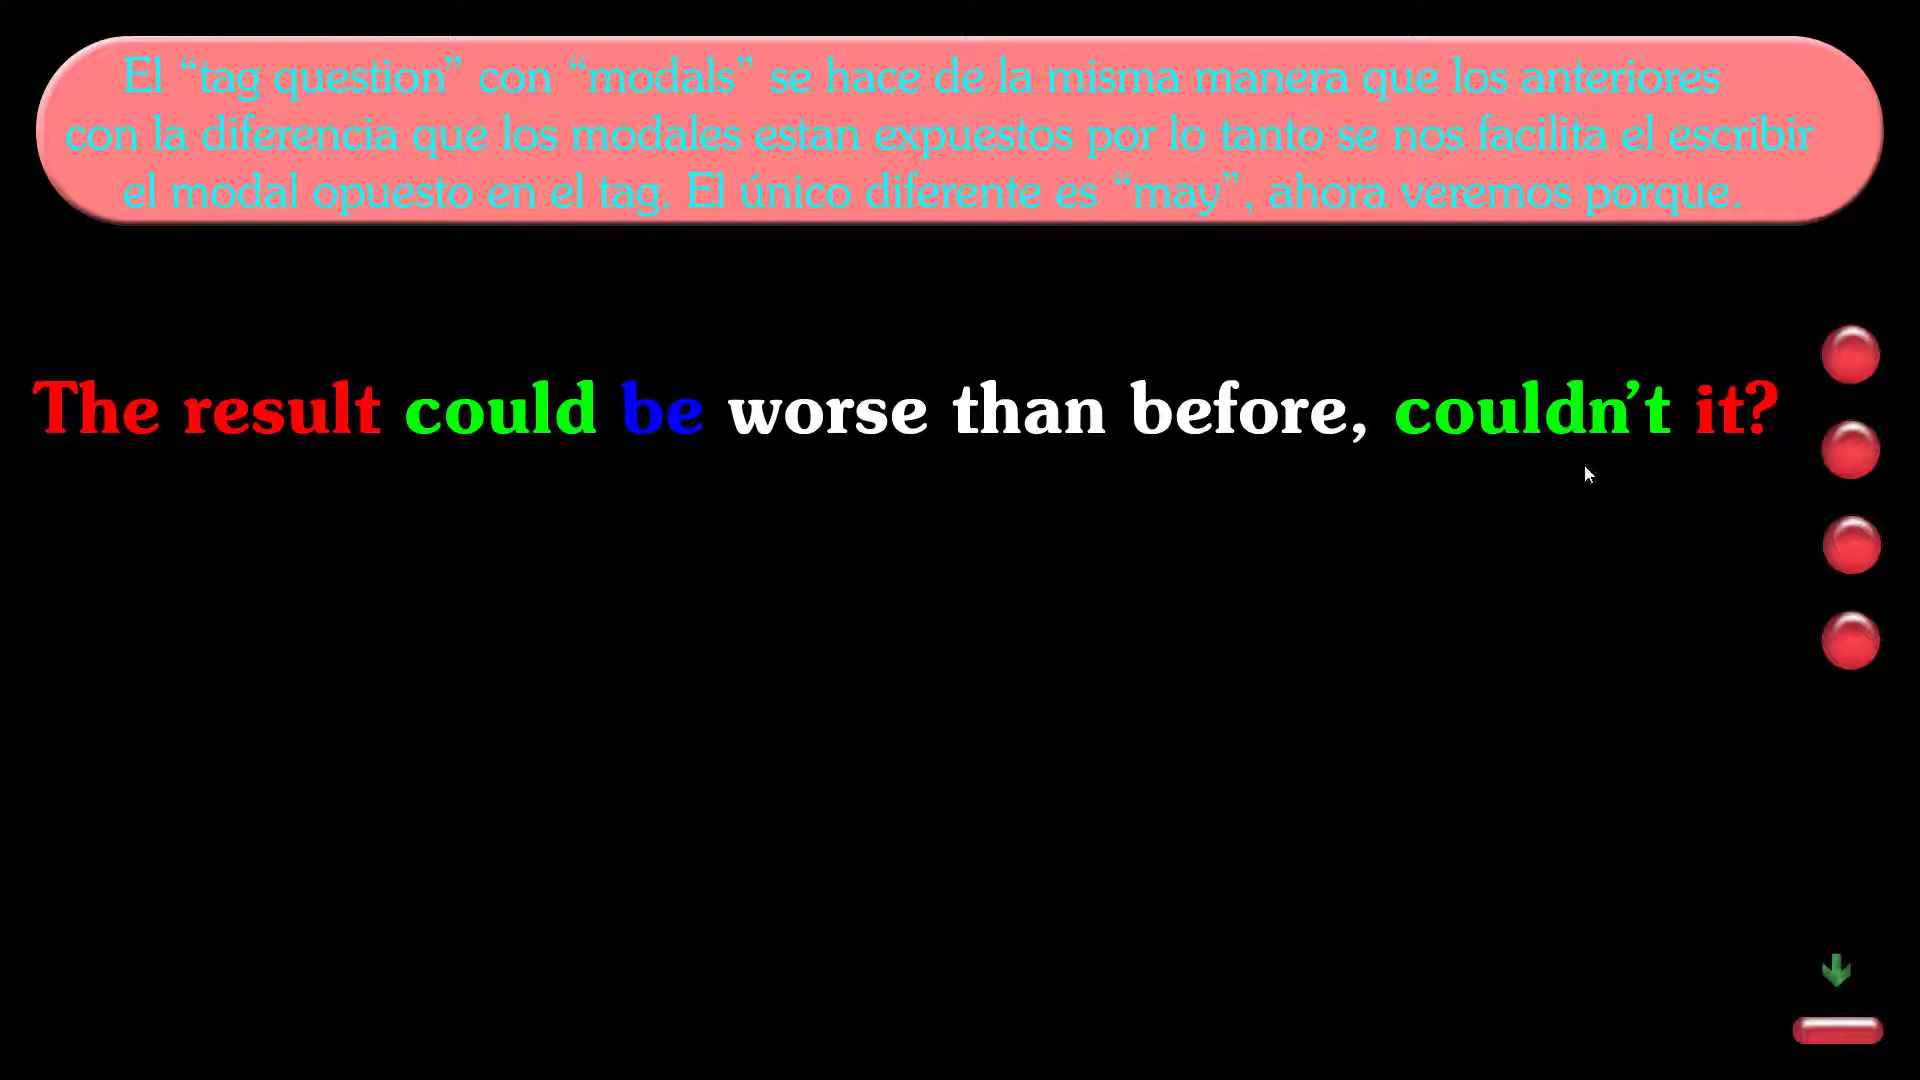 El “tag question” con “modals” se hace de la misma manera que los anteriores
con la diferencia que los modales estan expuestos por lo tanto se nos facilita el escribir
el modal opuesto en el tag. El único diferente es “may”, ahora veremos porque.
The result could be worse than before, couldn’t it?